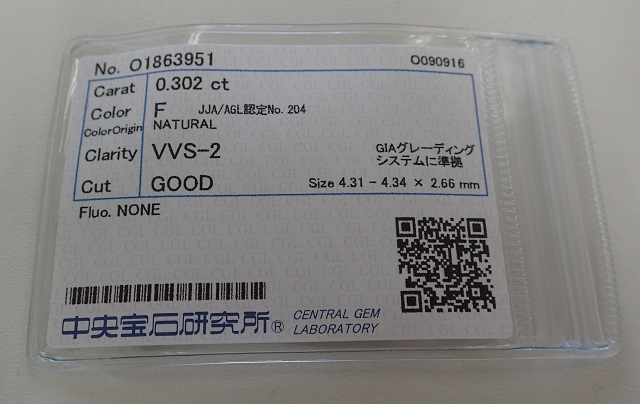 No. O1863951 O090916
Carat 0.302 ct
Color F JJA/AGL認定No. 204
ColorOrigin NATURAL
Clarity VVS-2 GIAグレーディング
システムに準拠
Cut GOOD Size 4.31 - 4.34 × 2.66 mm
Fluo. NONE
中央宝石研究所® CENTRAL GEM
LABORATORY